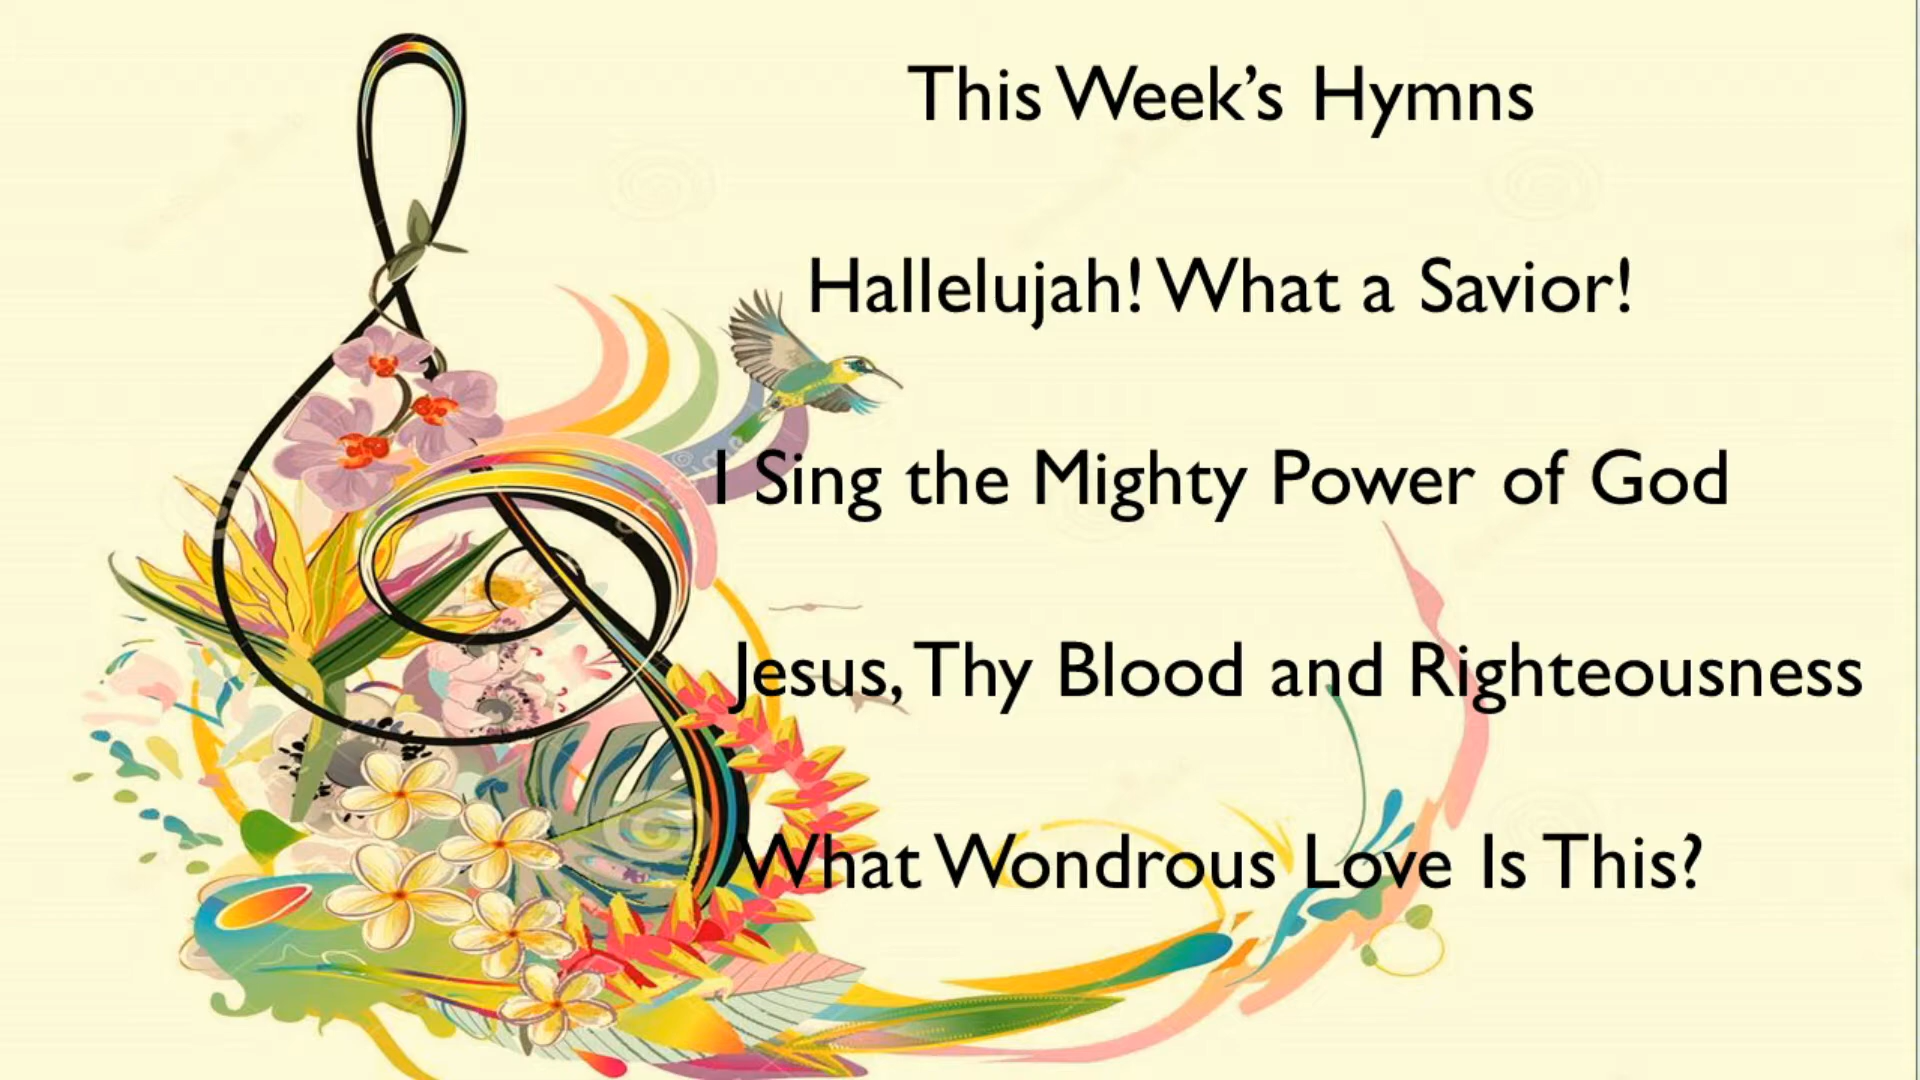 This Week’s Hymns
Hallelujah! What a Savior!
I Sing the Mighty Power of God
Jesus, Thy Blood and Righteousness
What Wondrous Love Is This?